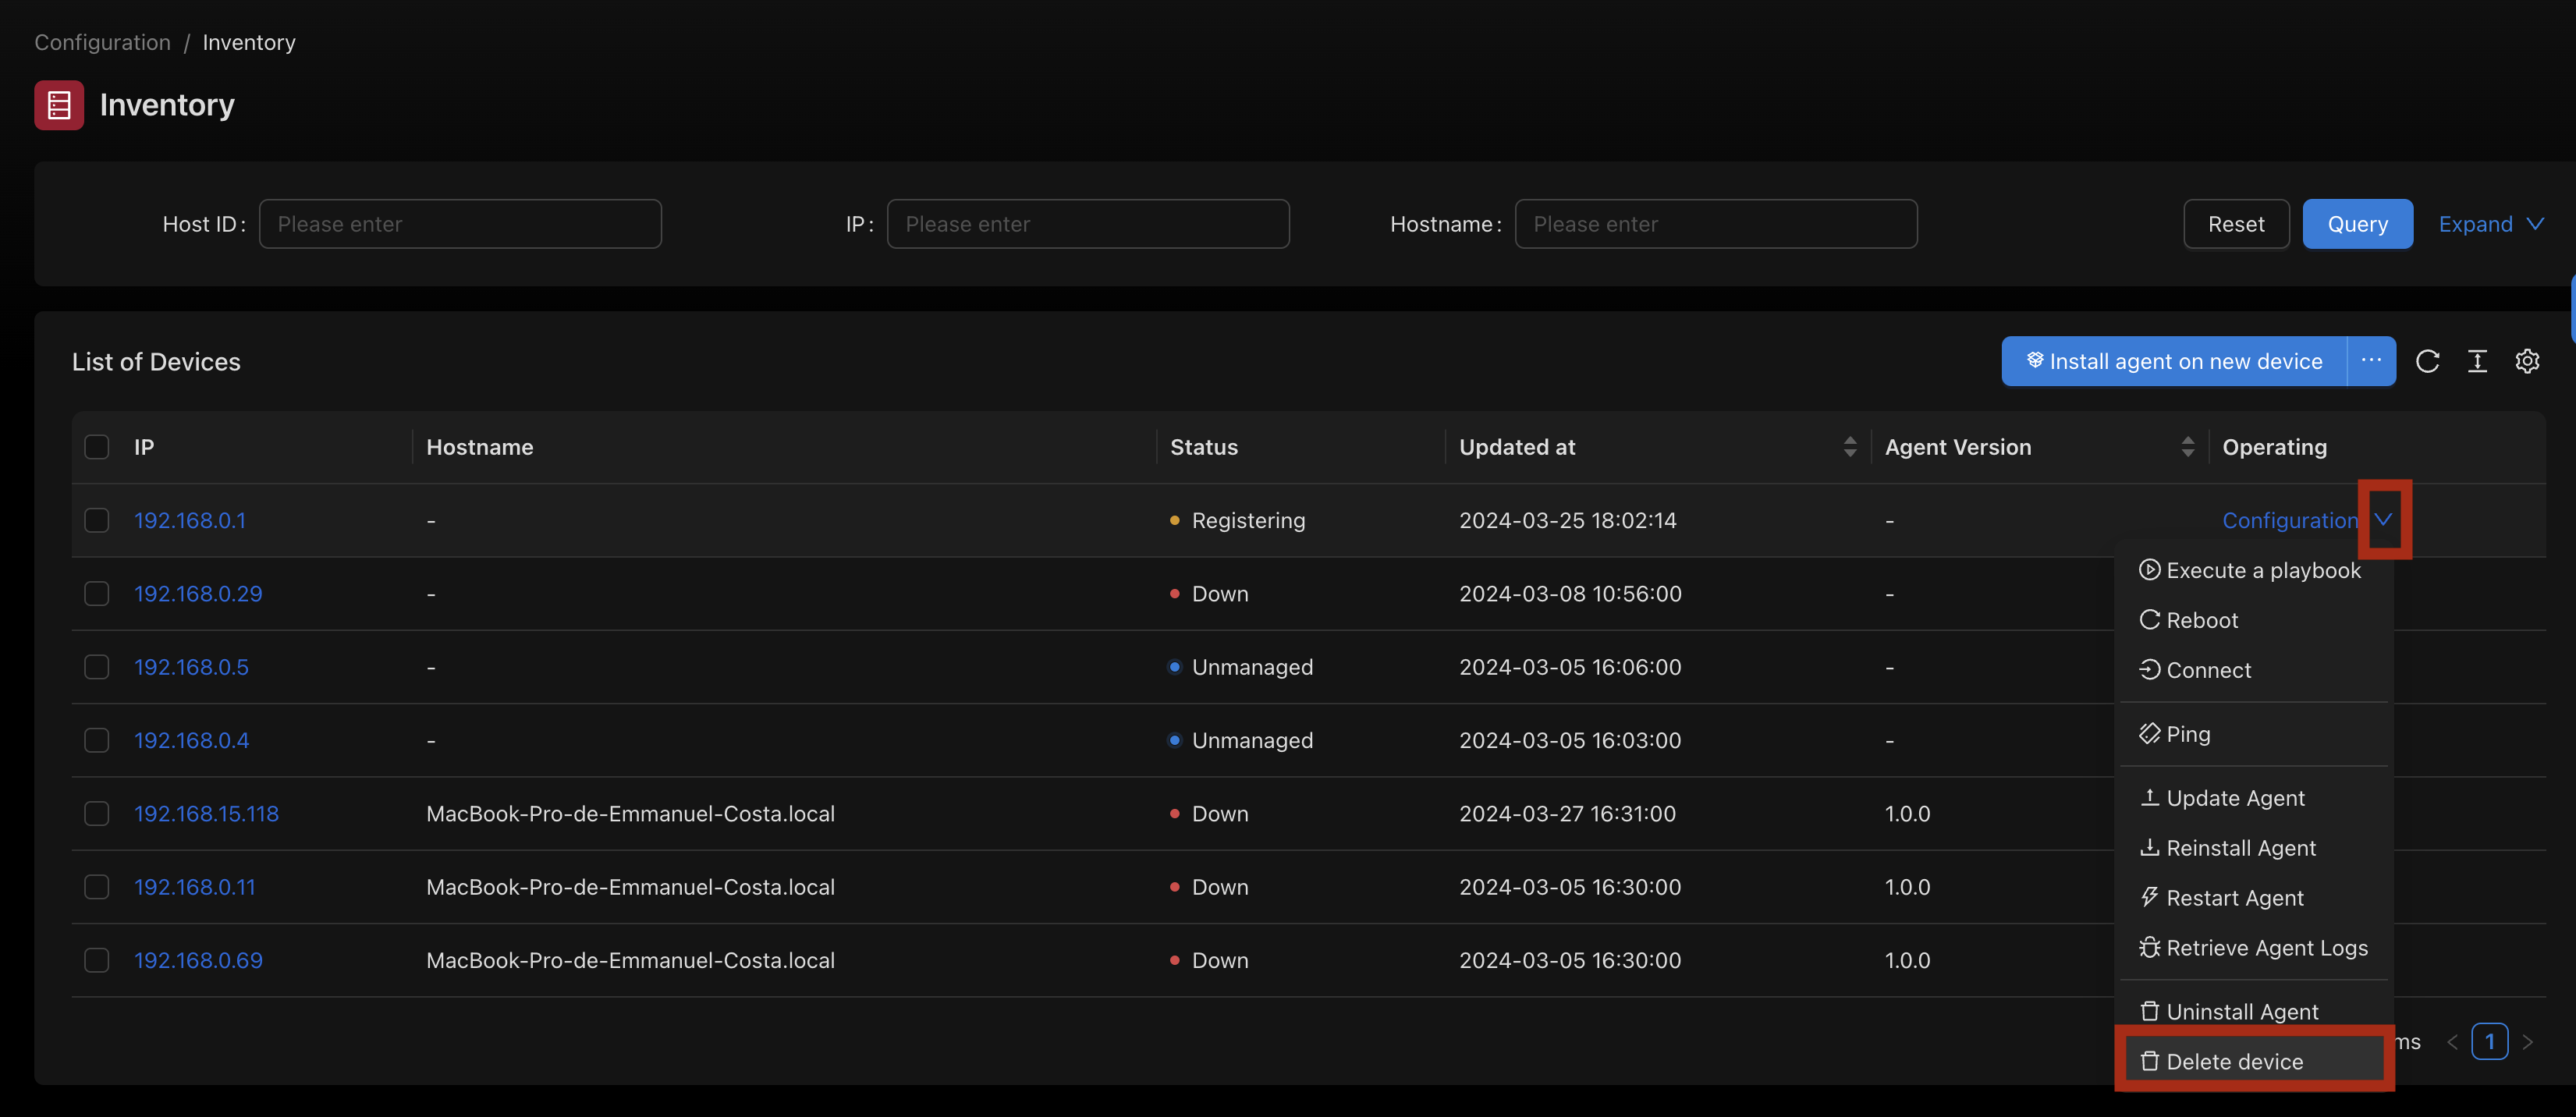 Configuration / Inventory
Inventory
Host ID : Please enter IP : Please enter Hostname : Please enter Reset Query Expand
List of Devices Install agent on new device ···
IP Hostname Status Updated at Agent Version Operating
192.168.0.1 - Registering 2024-03-25 18:02:14 - Configuration
Execute a playbook
192.168.0.29 - Down 2024-03-08 10:56:00 -
Reboot
192.168.0.5 - Unmanaged 2024-03-05 16:06:00 -
Connect
192.168.0.4 - Unmanaged 2024-03-05 16:03:00 -
Ping
192.168.15.118 MacBook-Pro-de-Emmanuel-Costa.local Down 2024-03-27 16:31:00 1.0.0
Update Agent
Reinstall Agent
192.168.0.11 MacBook-Pro-de-Emmanuel-Costa.local Down 2024-03-05 16:30:00 1.0.0
Restart Agent
Retrieve Agent Logs
192.168.0.69 MacBook-Pro-de-Emmanuel-Costa.local Down 2024-03-05 16:30:00 1.0.0
Uninstall Agent
ms < 1 >
Delete device